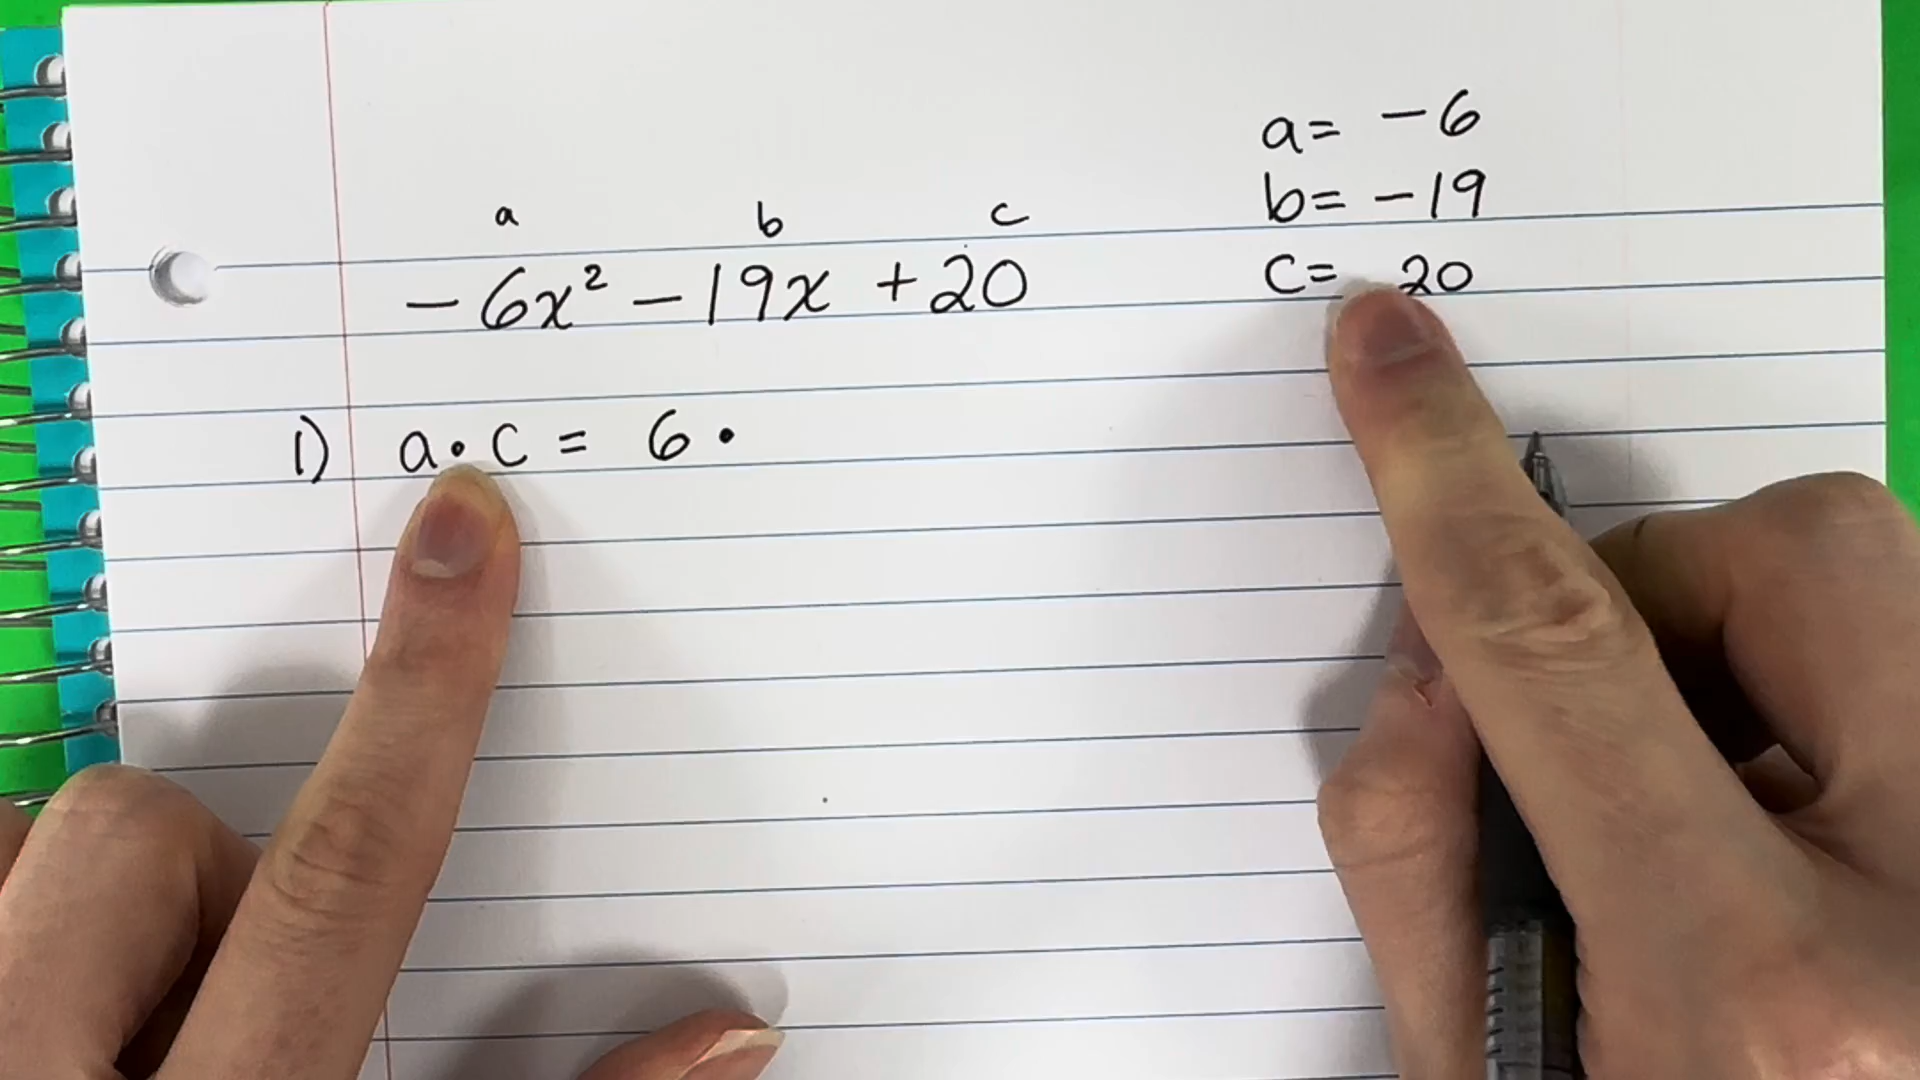 a = -6
b = -19
c = 20
a b c
-6x² - 19x + 20
1) a • c = 6 •